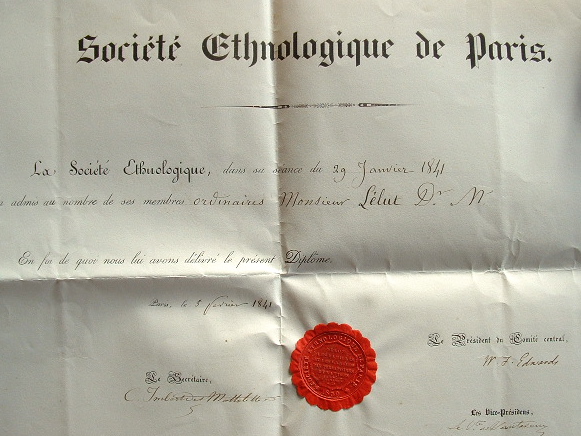 Société Ethnologique de Paris.
La Société Ethnologique, dans sa séance du 29 Janvier 1841
admis au nombre de ses membres ordinaires Monsieur Lélut Dr. M
En foi de quoi nous lui avons délivré le présent Diplôme.
Paris, le 5 février 1841
Le Président du Comité central,
W. F. Edwards
Le Secrétaire,
Les Vice-Présidens,